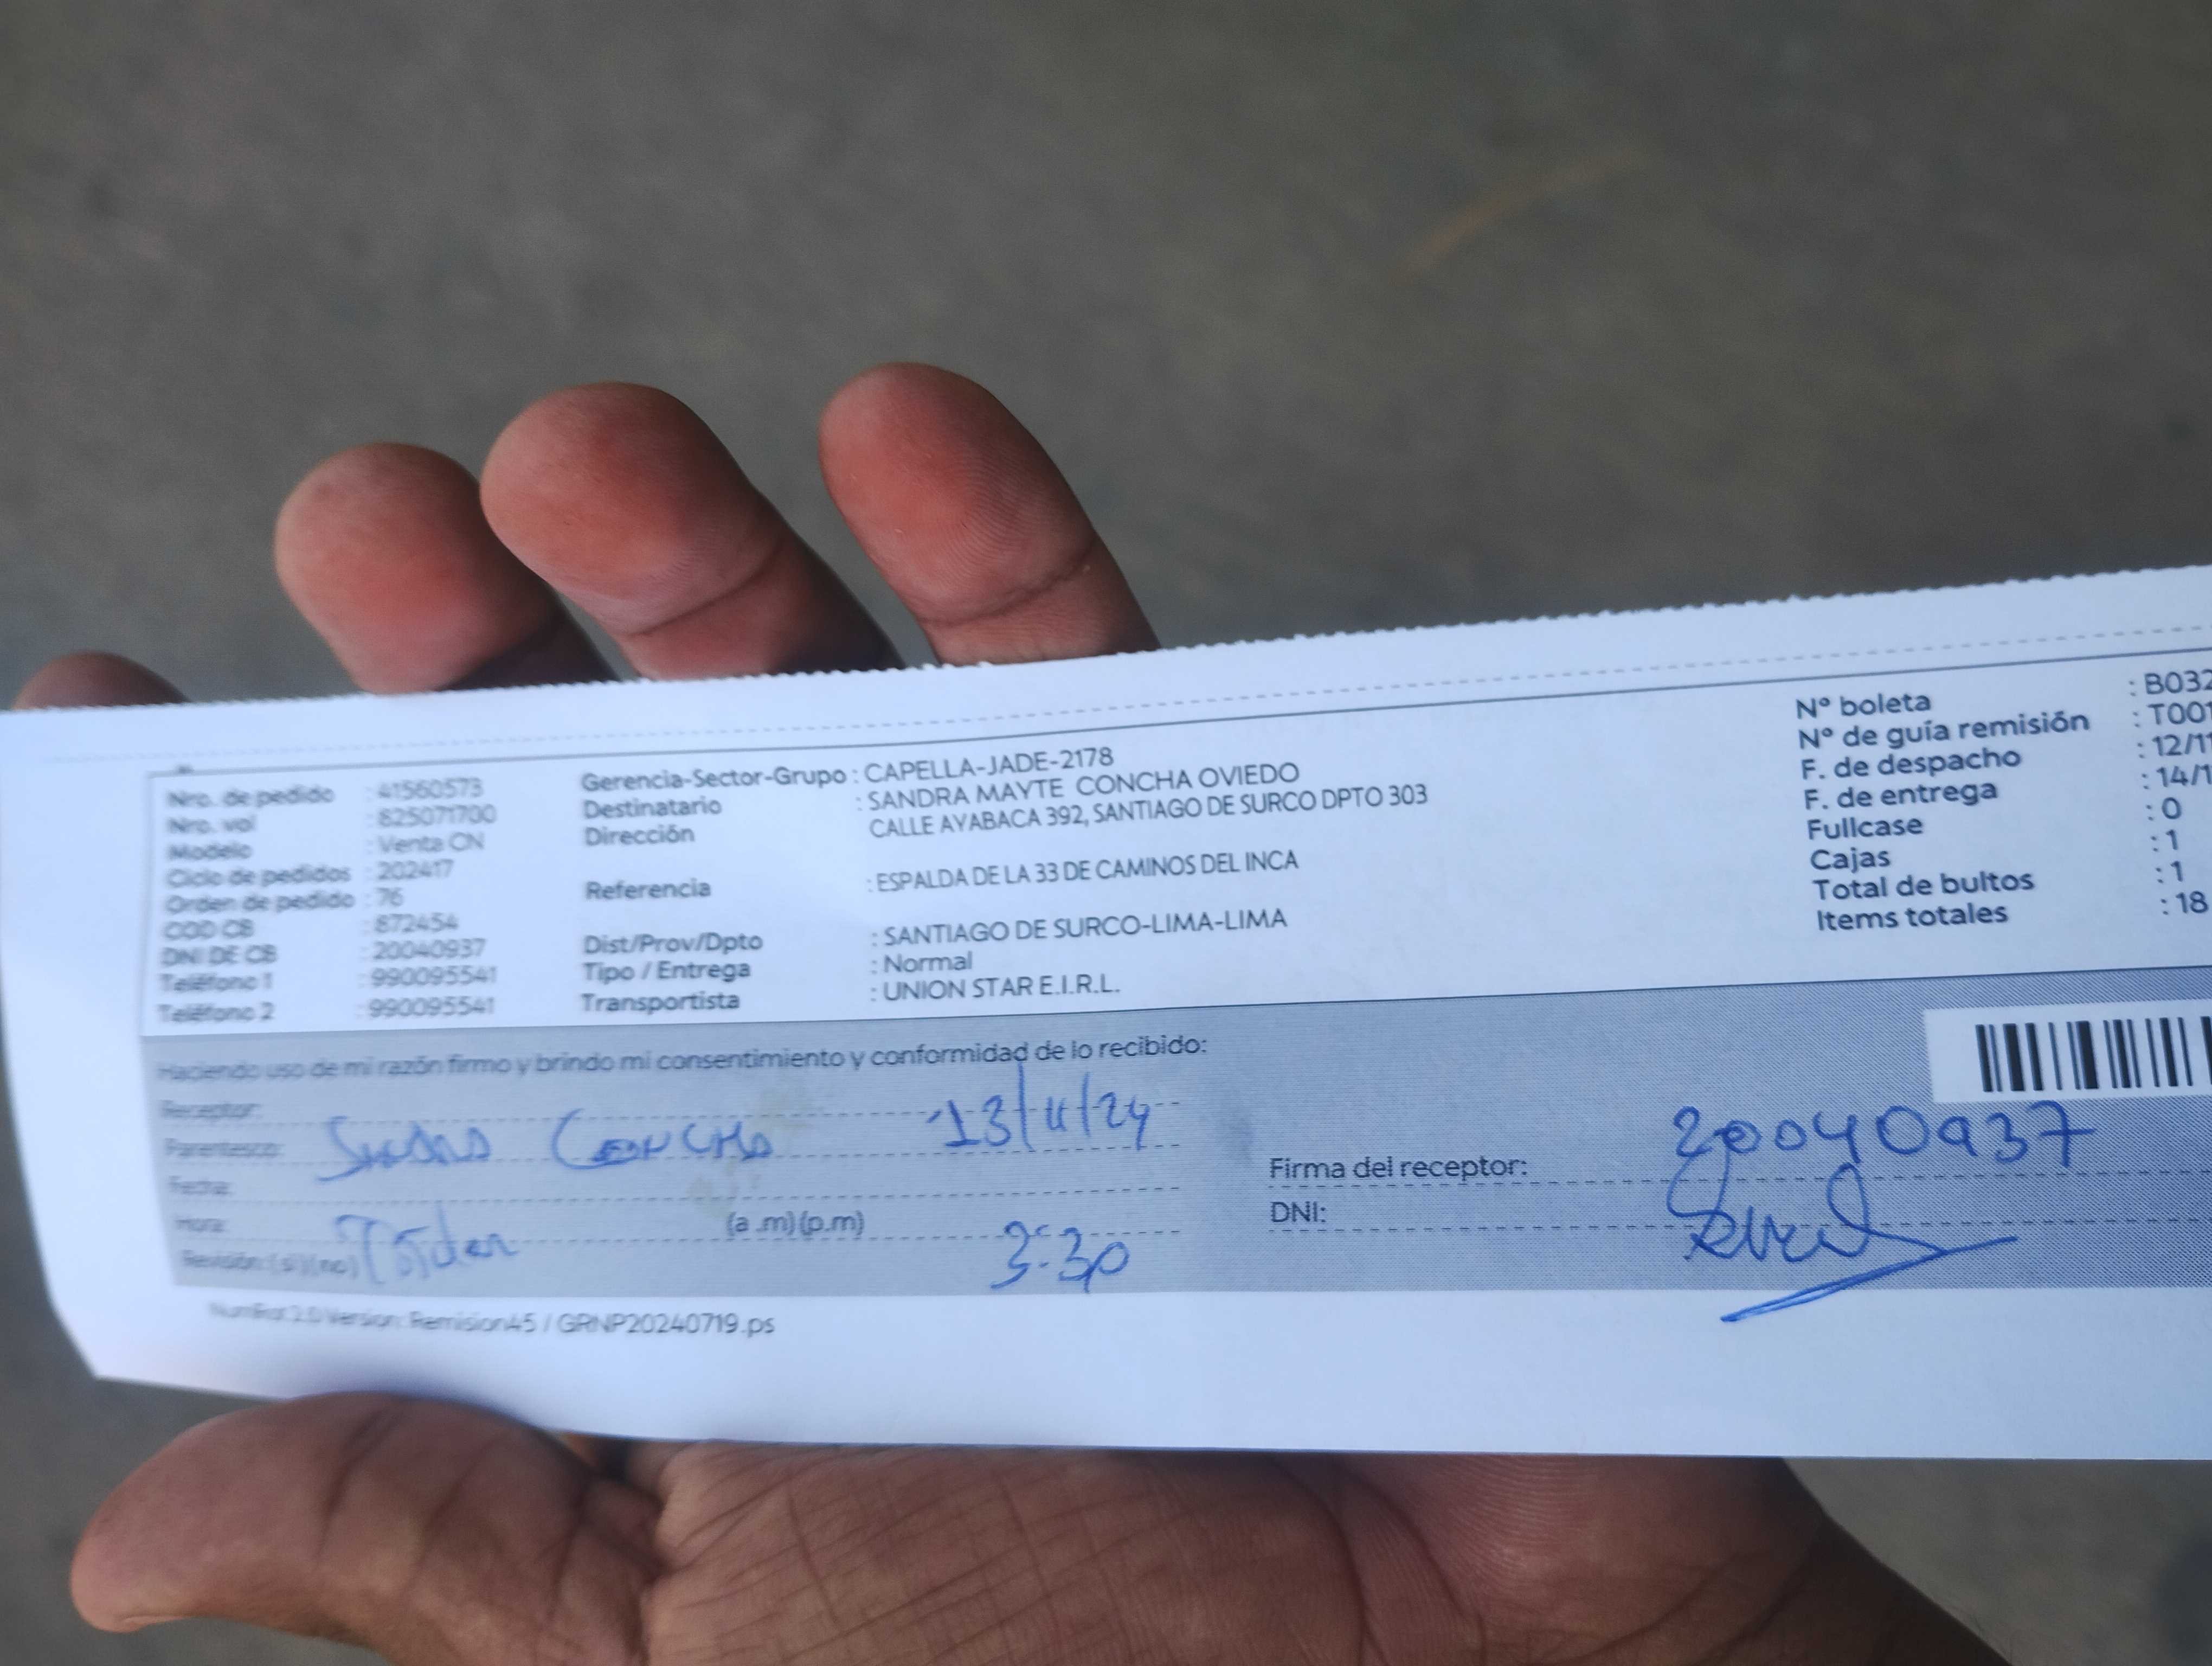 Nro. de pedido : 41560573
Nro. vol : 825071700
Modelo : Venta CN
Ciclo de pedidos : 202417
Orden de pedido : 76
COD CB : 872454
DNI DE CB : 20040937
Teléfono 1 : 990095541
Teléfono 2 : 990095541
Gerencia-Sector-Grupo : CAPELLA-JADE-2178
Destinatario : SANDRA MAYTE CONCHA OVIEDO
Dirección CALLE AYABACA 392, SANTIAGO DE SURCO DPTO 303
Referencia : ESPALDA DE LA 33 DE CAMINOS DEL INCA
Dist/Prov/Dpto : SANTIAGO DE SURCO-LIMA-LIMA
Tipo / Entrega : Normal
Transportista : UNION STAR E.I.R.L.
Nº boleta : B032
Nº de guía remisión : T001
F. de despacho : 12/11
F. de entrega : 14/1
Fullcase : 0
Cajas : 1
Total de bultos : 1
Items totales : 18
Haciendo uso de mi razón firmo y brindo mi consentimiento y conformidad de lo recibido:
Receptor:
Parentesco: Concha 13/11/24
Fecha:
Hora: (a .m)(p.m) 3:30
Revisión: (si)(no)
20040937
Firma del receptor:
DNI:
Version: Remision45 / GRNP20240719.ps